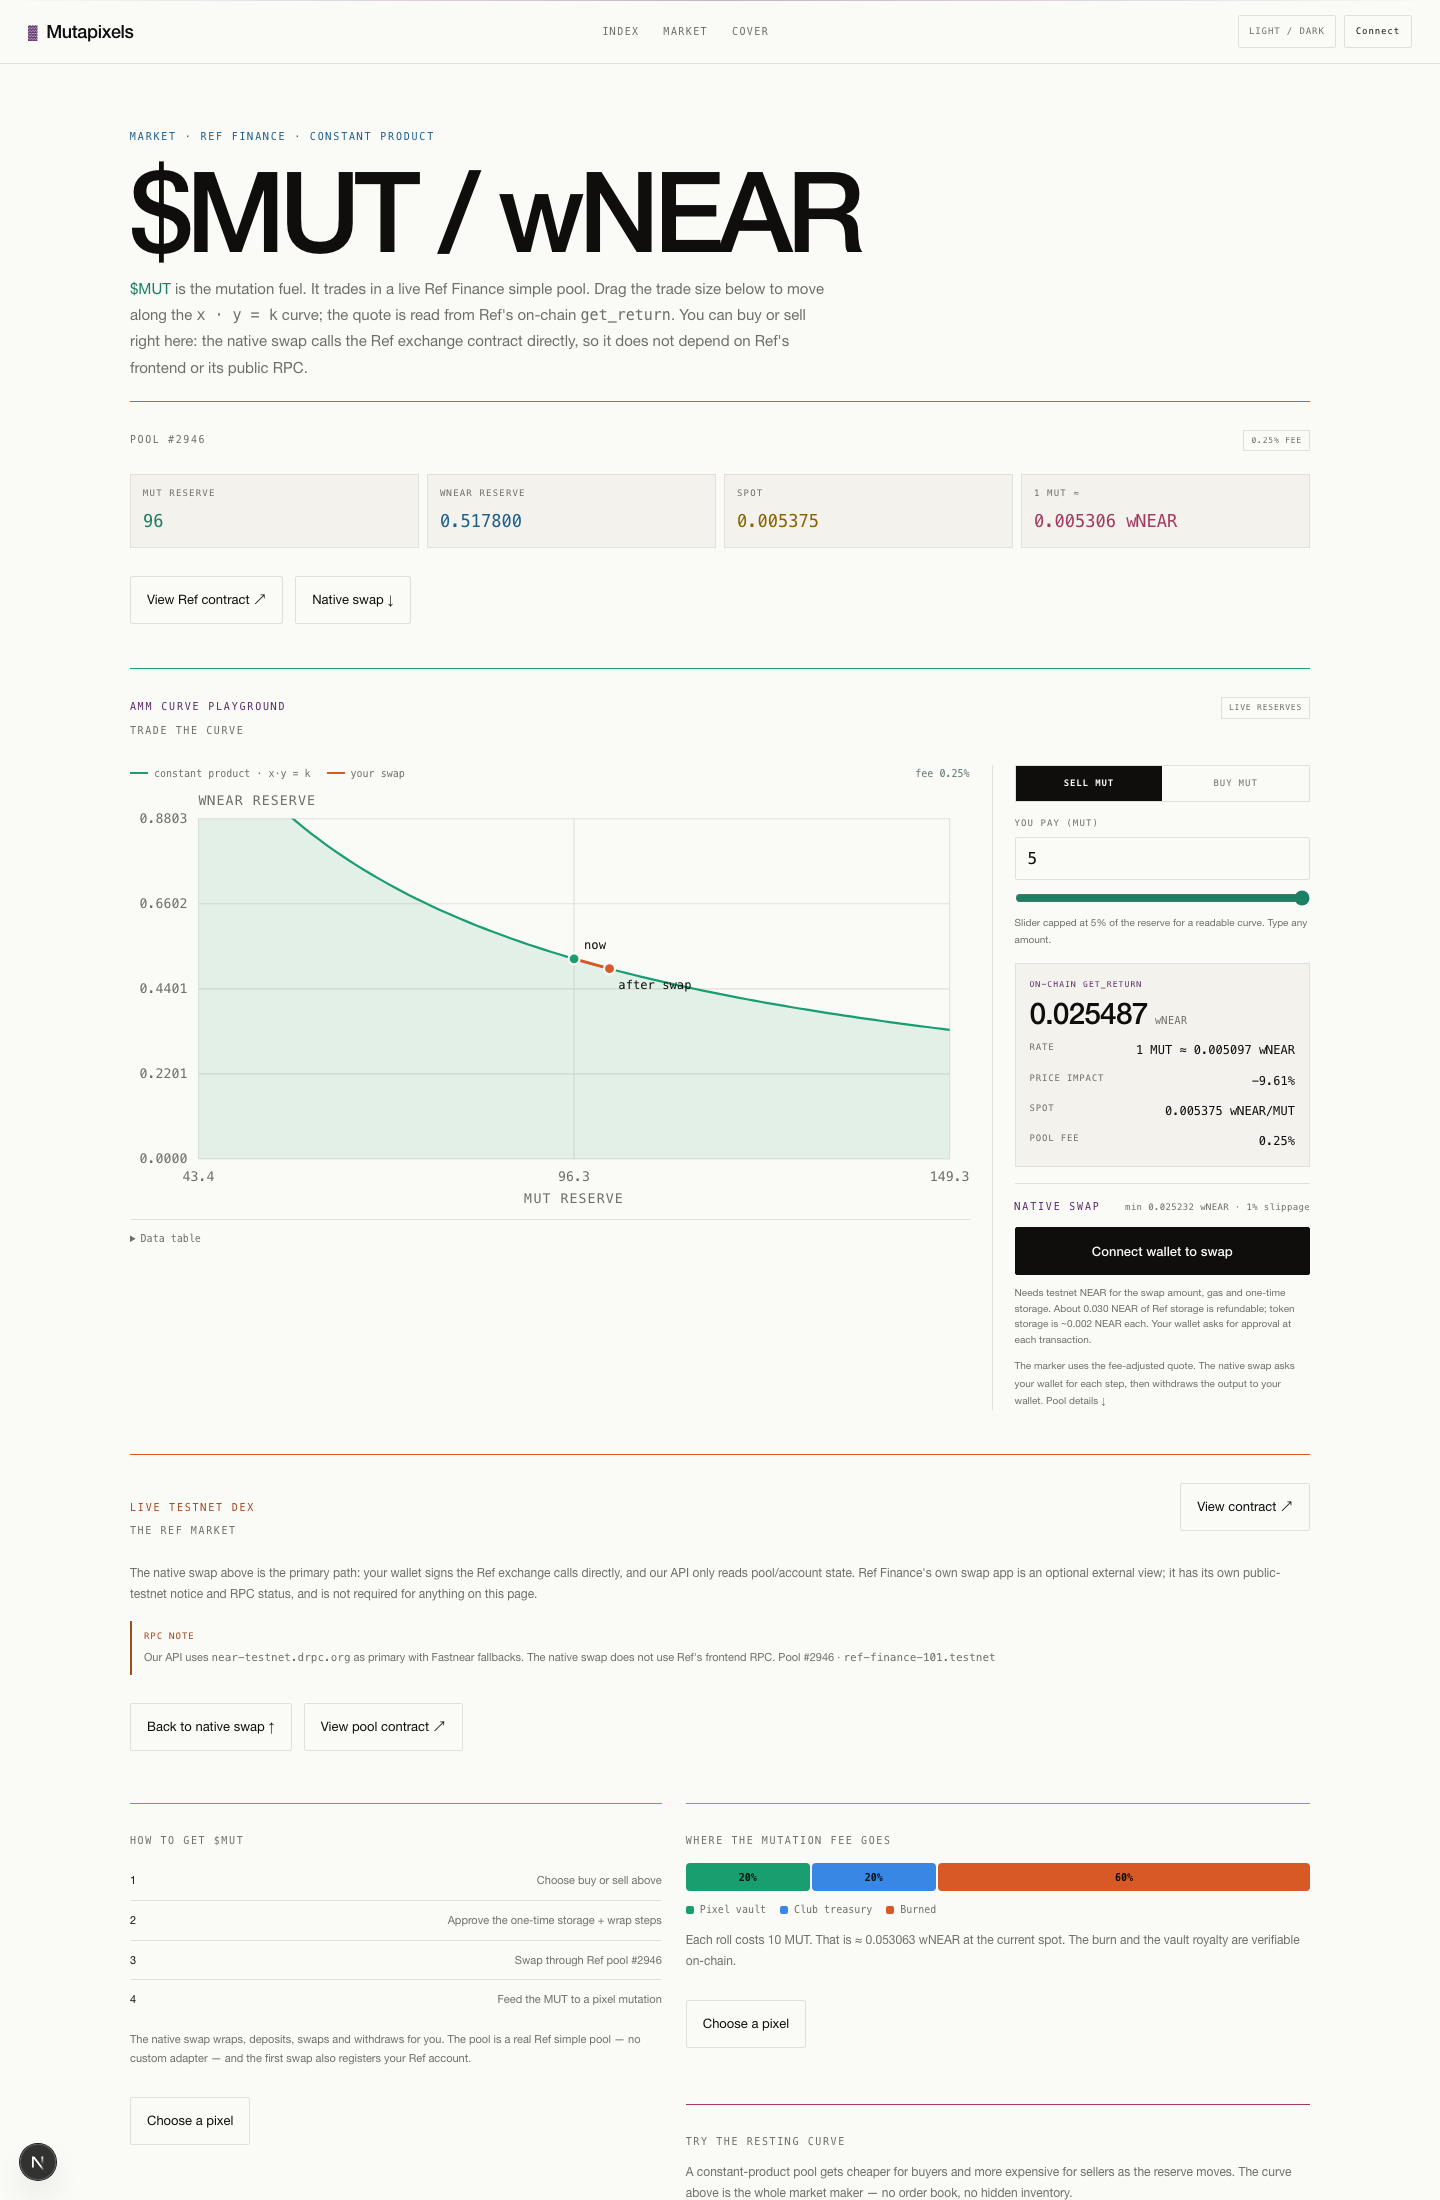 Mutapixels
INDEX MARKET COVER
LIGHT / DARK
Connect
MARKET · REF FINANCE · CONSTANT PRODUCT
$MUT / wNEAR
$MUT is the mutation fuel. It trades in a live Ref Finance simple pool. Drag the trade size below to move
along the x · y = k curve; the quote is read from Ref's on-chain get_return. You can buy or sell
right here: the native swap calls the Ref exchange contract directly, so it does not depend on Ref's
frontend or its public RPC.
POOL #2946
0.25% FEE
MUT RESERVE
96
WNEAR RESERVE
0.517800
SPOT
0.005375
1 MUT ≈
0.005306 wNEAR
View Ref contract ↗
Native swap ↓
AMM CURVE PLAYGROUND
LIVE RESERVES
TRADE THE CURVE
constant product · x·y = k
your swap
fee 0.25%
WNEAR RESERVE
0.8803
0.6602
0.4401
0.2201
0.0000
now
after swap
43.4
96.3
149.3
MUT RESERVE
▶ Data table
SELL MUT
BUY MUT
YOU PAY (MUT)
5
Slider capped at 5% of the reserve for a readable curve. Type any
amount.
ON-CHAIN GET_RETURN
0.025487 wNEAR
RATE 1 MUT ≈ 0.005097 wNEAR
PRICE IMPACT −9.61%
SPOT 0.005375 wNEAR/MUT
POOL FEE 0.25%
NATIVE SWAP min 0.025232 wNEAR · 1% slippage
Connect wallet to swap
Needs testnet NEAR for the swap amount, gas and one-time
storage. About 0.030 NEAR of Ref storage is refundable; token
storage is ~0.002 NEAR each. Your wallet asks for approval at
each transaction.
The marker uses the fee-adjusted quote. The native swap asks
your wallet for each step, then withdraws the output to your
wallet. Pool details ↓
LIVE TESTNET DEX
View contract ↗
THE REF MARKET
The native swap above is the primary path: your wallet signs the Ref exchange calls directly, and our API only reads pool/account state. Ref Finance's own swap app is an optional external view; it has its own public-
testnet notice and RPC status, and is not required for anything on this page.
RPC NOTE
Our API uses near-testnet.drpc.org as primary with Fastnear fallbacks. The native swap does not use Ref's frontend RPC. Pool #2946 · ref-finance-101.testnet
Back to native swap ↑
View pool contract ↗
HOW TO GET $MUT
1 Choose buy or sell above
2 Approve the one-time storage + wrap steps
3 Swap through Ref pool #2946
4 Feed the MUT to a pixel mutation
The native swap wraps, deposits, swaps and withdraws for you. The pool is a real Ref simple pool — no
custom adapter — and the first swap also registers your Ref account.
Choose a pixel
WHERE THE MUTATION FEE GOES
20% 20% 60%
Pixel vault Club treasury Burned
Each roll costs 10 MUT. That is ≈ 0.053063 wNEAR at the current spot. The burn and the vault royalty are verifiable
on-chain.
Choose a pixel
TRY THE RESTING CURVE
A constant-product pool gets cheaper for buyers and more expensive for sellers as the reserve moves. The curve
above is the whole market maker — no order book, no hidden inventory.
N